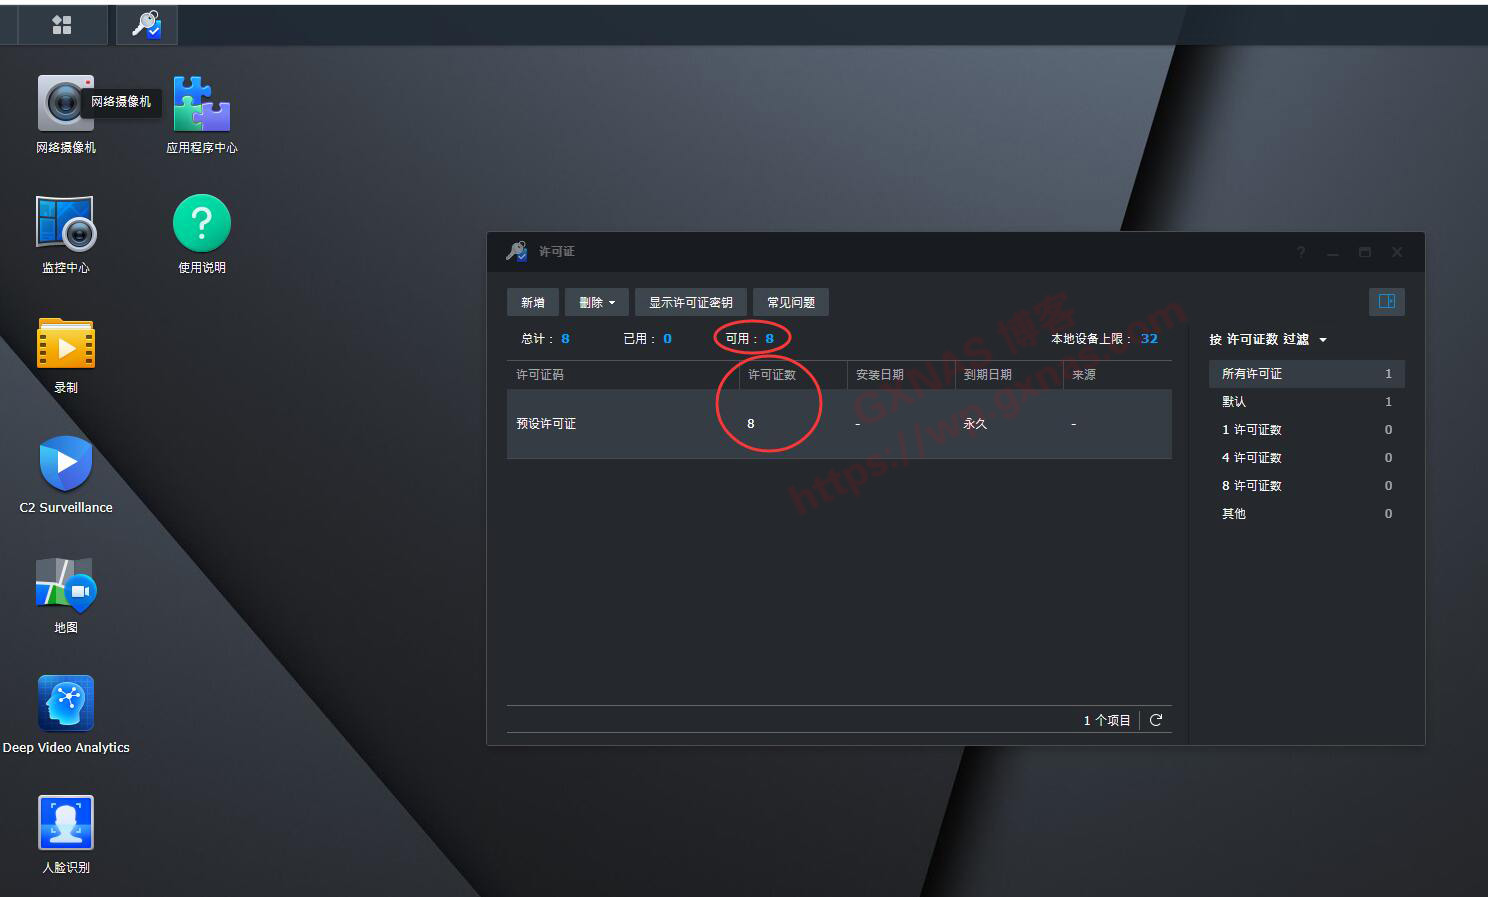 网络摄像机
网络摄像机
应用程序中心
监控中心
使用说明
录制
C2 Surveillance
地图
Deep Video Analytics
人脸识别
许可证
新增
删除
显示许可证密钥
常见问题
总计： 8
已用： 0
可用： 8
本地设备上限： 32
许可证码
许可证数
安装日期
到期日期
来源
预设许可证
8
-
永久
-
1 个项目
按 许可证数 过滤
所有许可证 1
默认 1
1 许可证数 0
4 许可证数 0
8 许可证数 0
其他 0
GXNAS 博客
https://wp.gxnas.com